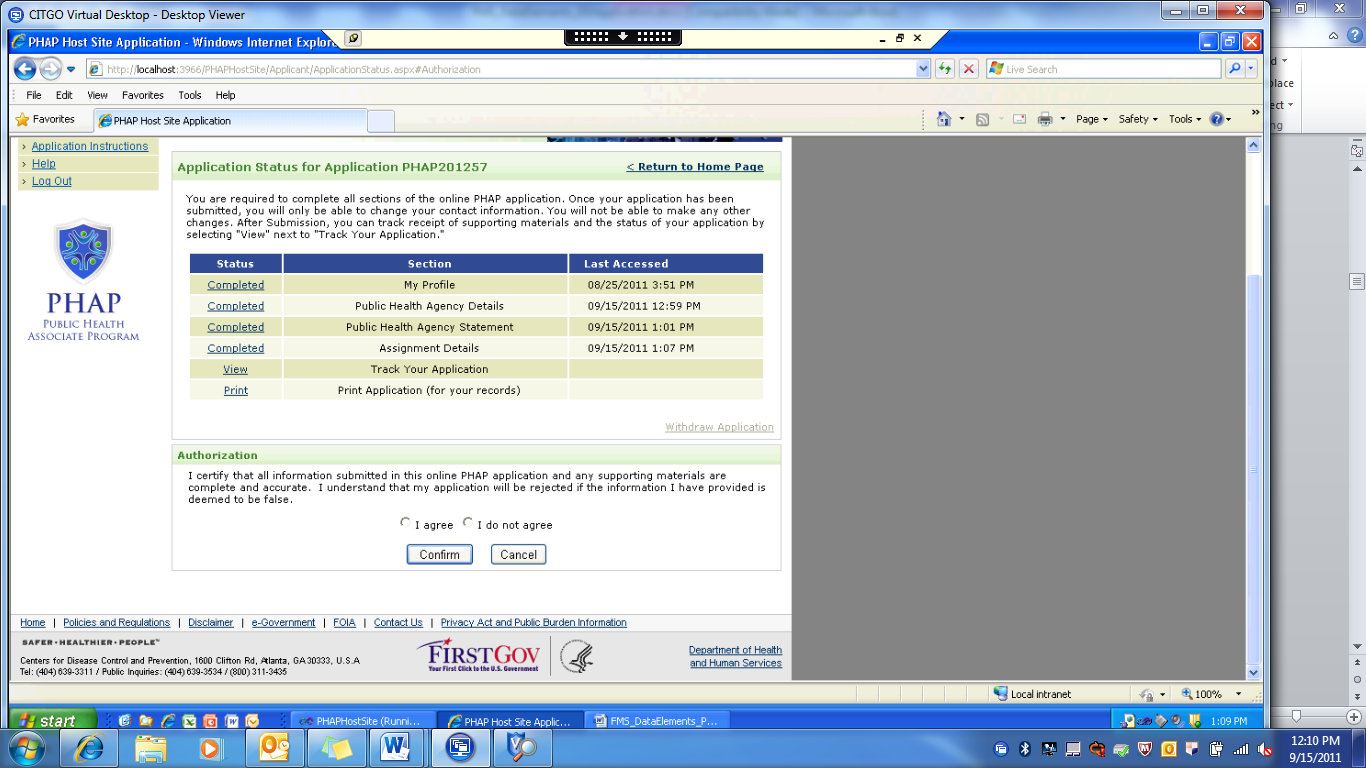 CITGO Virtual Desktop - Desktop Viewer
PHAP Host Site Application - Windows Internet Explor
http://localhost:3966/PHAPHostSite/Applicant/ApplicationStatus.aspx#Authorization
Live Search
File Edit View Favorites Tools Help
Favorites
PHAP Host Site Application
Page Safety Tools
Application Instructions
Help
Log Out
PHAP
PUBLIC HEALTH
ASSOCIATE PROGRAM
Application Status for Application PHAP201257
< Return to Home Page
You are required to complete all sections of the online PHAP application. Once your application has been
submitted, you will only be able to change your contact information. You will not be able to make any other
changes. After Submission, you can track receipt of supporting materials and the status of your application by
selecting "View" next to "Track Your Application."
Status Section Last Accessed
Completed My Profile 08/25/2011 3:51 PM
Completed Public Health Agency Details 09/15/2011 12:59 PM
Completed Public Health Agency Statement 09/15/2011 1:01 PM
Completed Assignment Details 09/15/2011 1:07 PM
View Track Your Application
Print Print Application (for your records)
Withdraw Application
Authorization
I certify that all information submitted in this online PHAP application and any supporting materials are
complete and accurate. I understand that my application will be rejected if the information I have provided is
deemed to be false.
I agree I do not agree
Confirm Cancel
Home | Policies and Regulations | Disclaimer | e-Government | FOIA | Contact Us | Privacy Act and Public Burden Information
SAFER·HEALTHIER·PEOPLE™
Centers for Disease Control and Prevention, 1600 Clifton Rd, Atlanta, GA 30333, U.S.A
Tel: (404) 639-3311 / Public Inquiries: (404) 639-3534 / (800) 311-3435
FIRSTGOV
Your First Click to the U.S. Government
Department of Health
and Human Services
Local intranet
100%
start
PHAPHostSite (Runni...
PHAP Host Site Applic...
FMS_DataElements_P...
1:09 PM
12:10 PM
9/15/2011